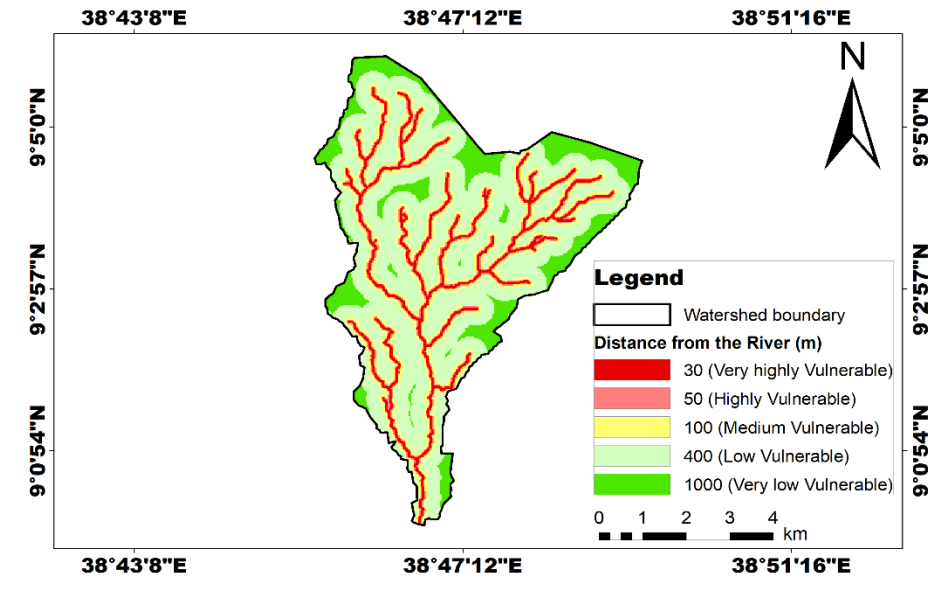 38°43'8"E 38°47'12"E 38°51'16"E
N
9°5'0"N 9°5'0"N
9°2'57"N 9°2'57"N
9°0'54"N 9°0'54"N
Legend
Watershed boundary
Distance from the River (m)
30 (Very highly Vulnerable)
50 (Highly Vulnerable)
100 (Medium Vulnerable)
400 (Low Vulnerable)
1000 (Very low Vulnerable)
0 1 2 3 4
km
38°43'8"E 38°47'12"E 38°51'16"E